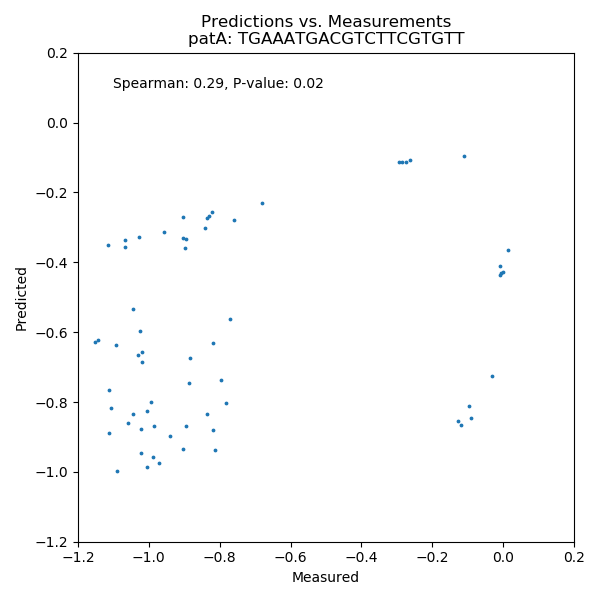 Predictions vs. Measurements
patA: TGAAATGACGTCTTCGTGTT
Spearman: 0.29, P-value: 0.02
0.2
0.0
−0.2
−0.4
−0.6
−0.8
−1.0
−1.2
Predicted
−1.2 −1.0 −0.8 −0.6 −0.4 −0.2 0.0 0.2
Measured